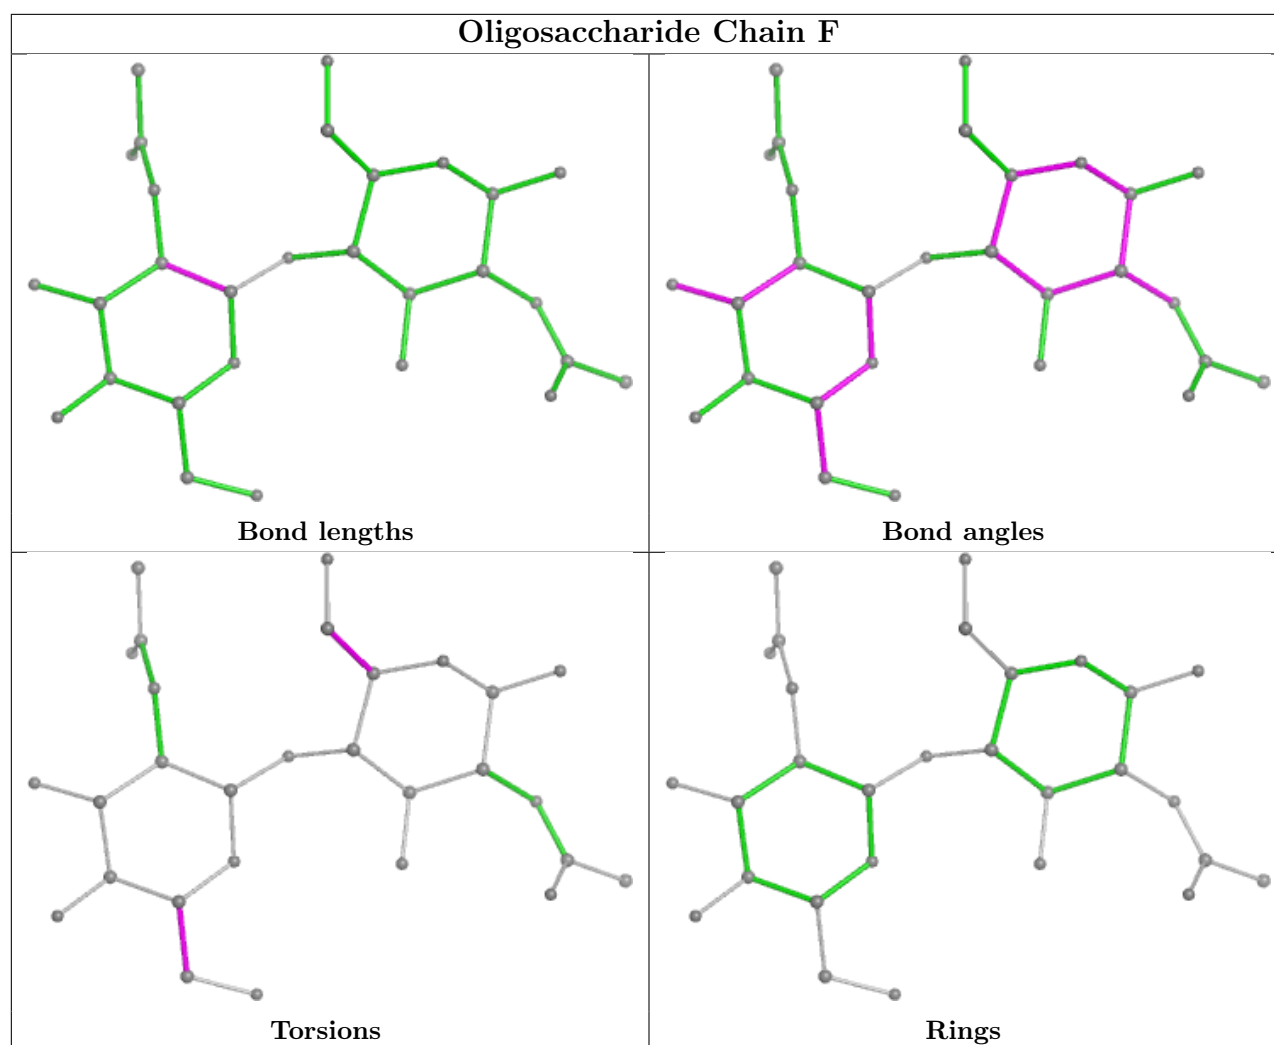 Oligosaccharide Chain F
Bond lengths
Bond angles
Torsions
Rings